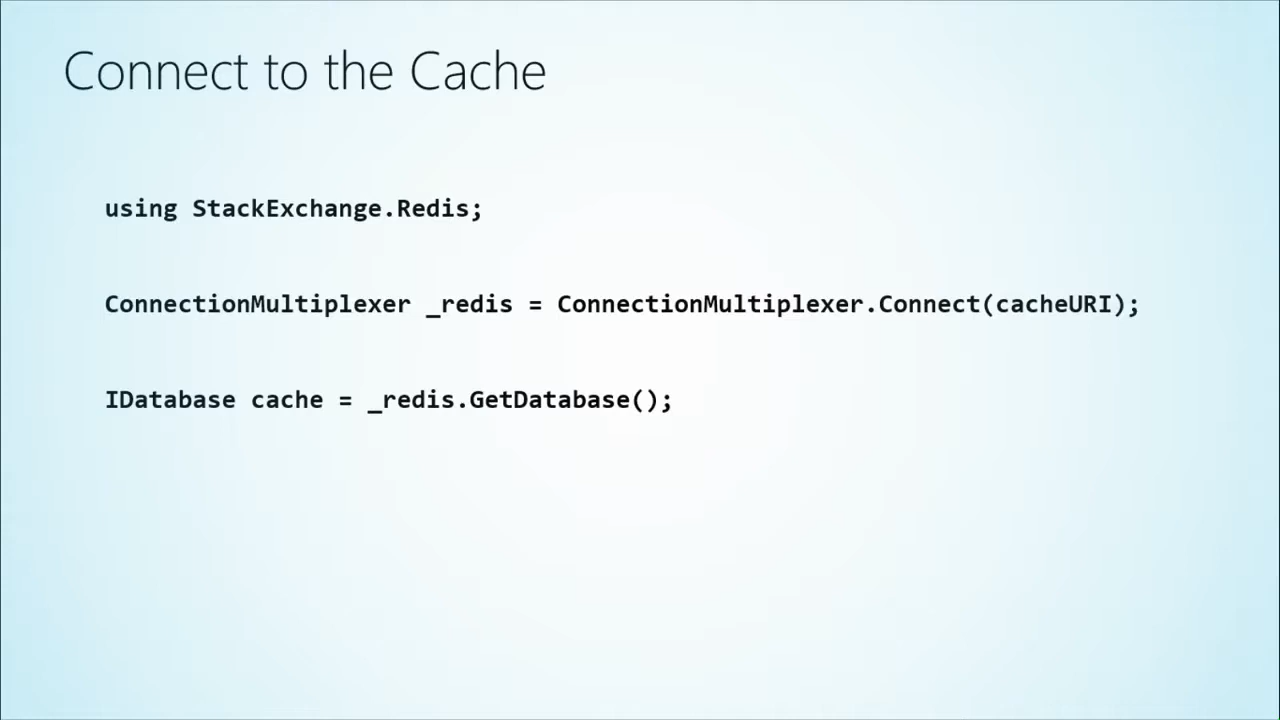 Connect to the Cache
using StackExchange.Redis;
ConnectionMultiplexer _redis = ConnectionMultiplexer.Connect(cacheURI);
IDatabase cache = _redis.GetDatabase();